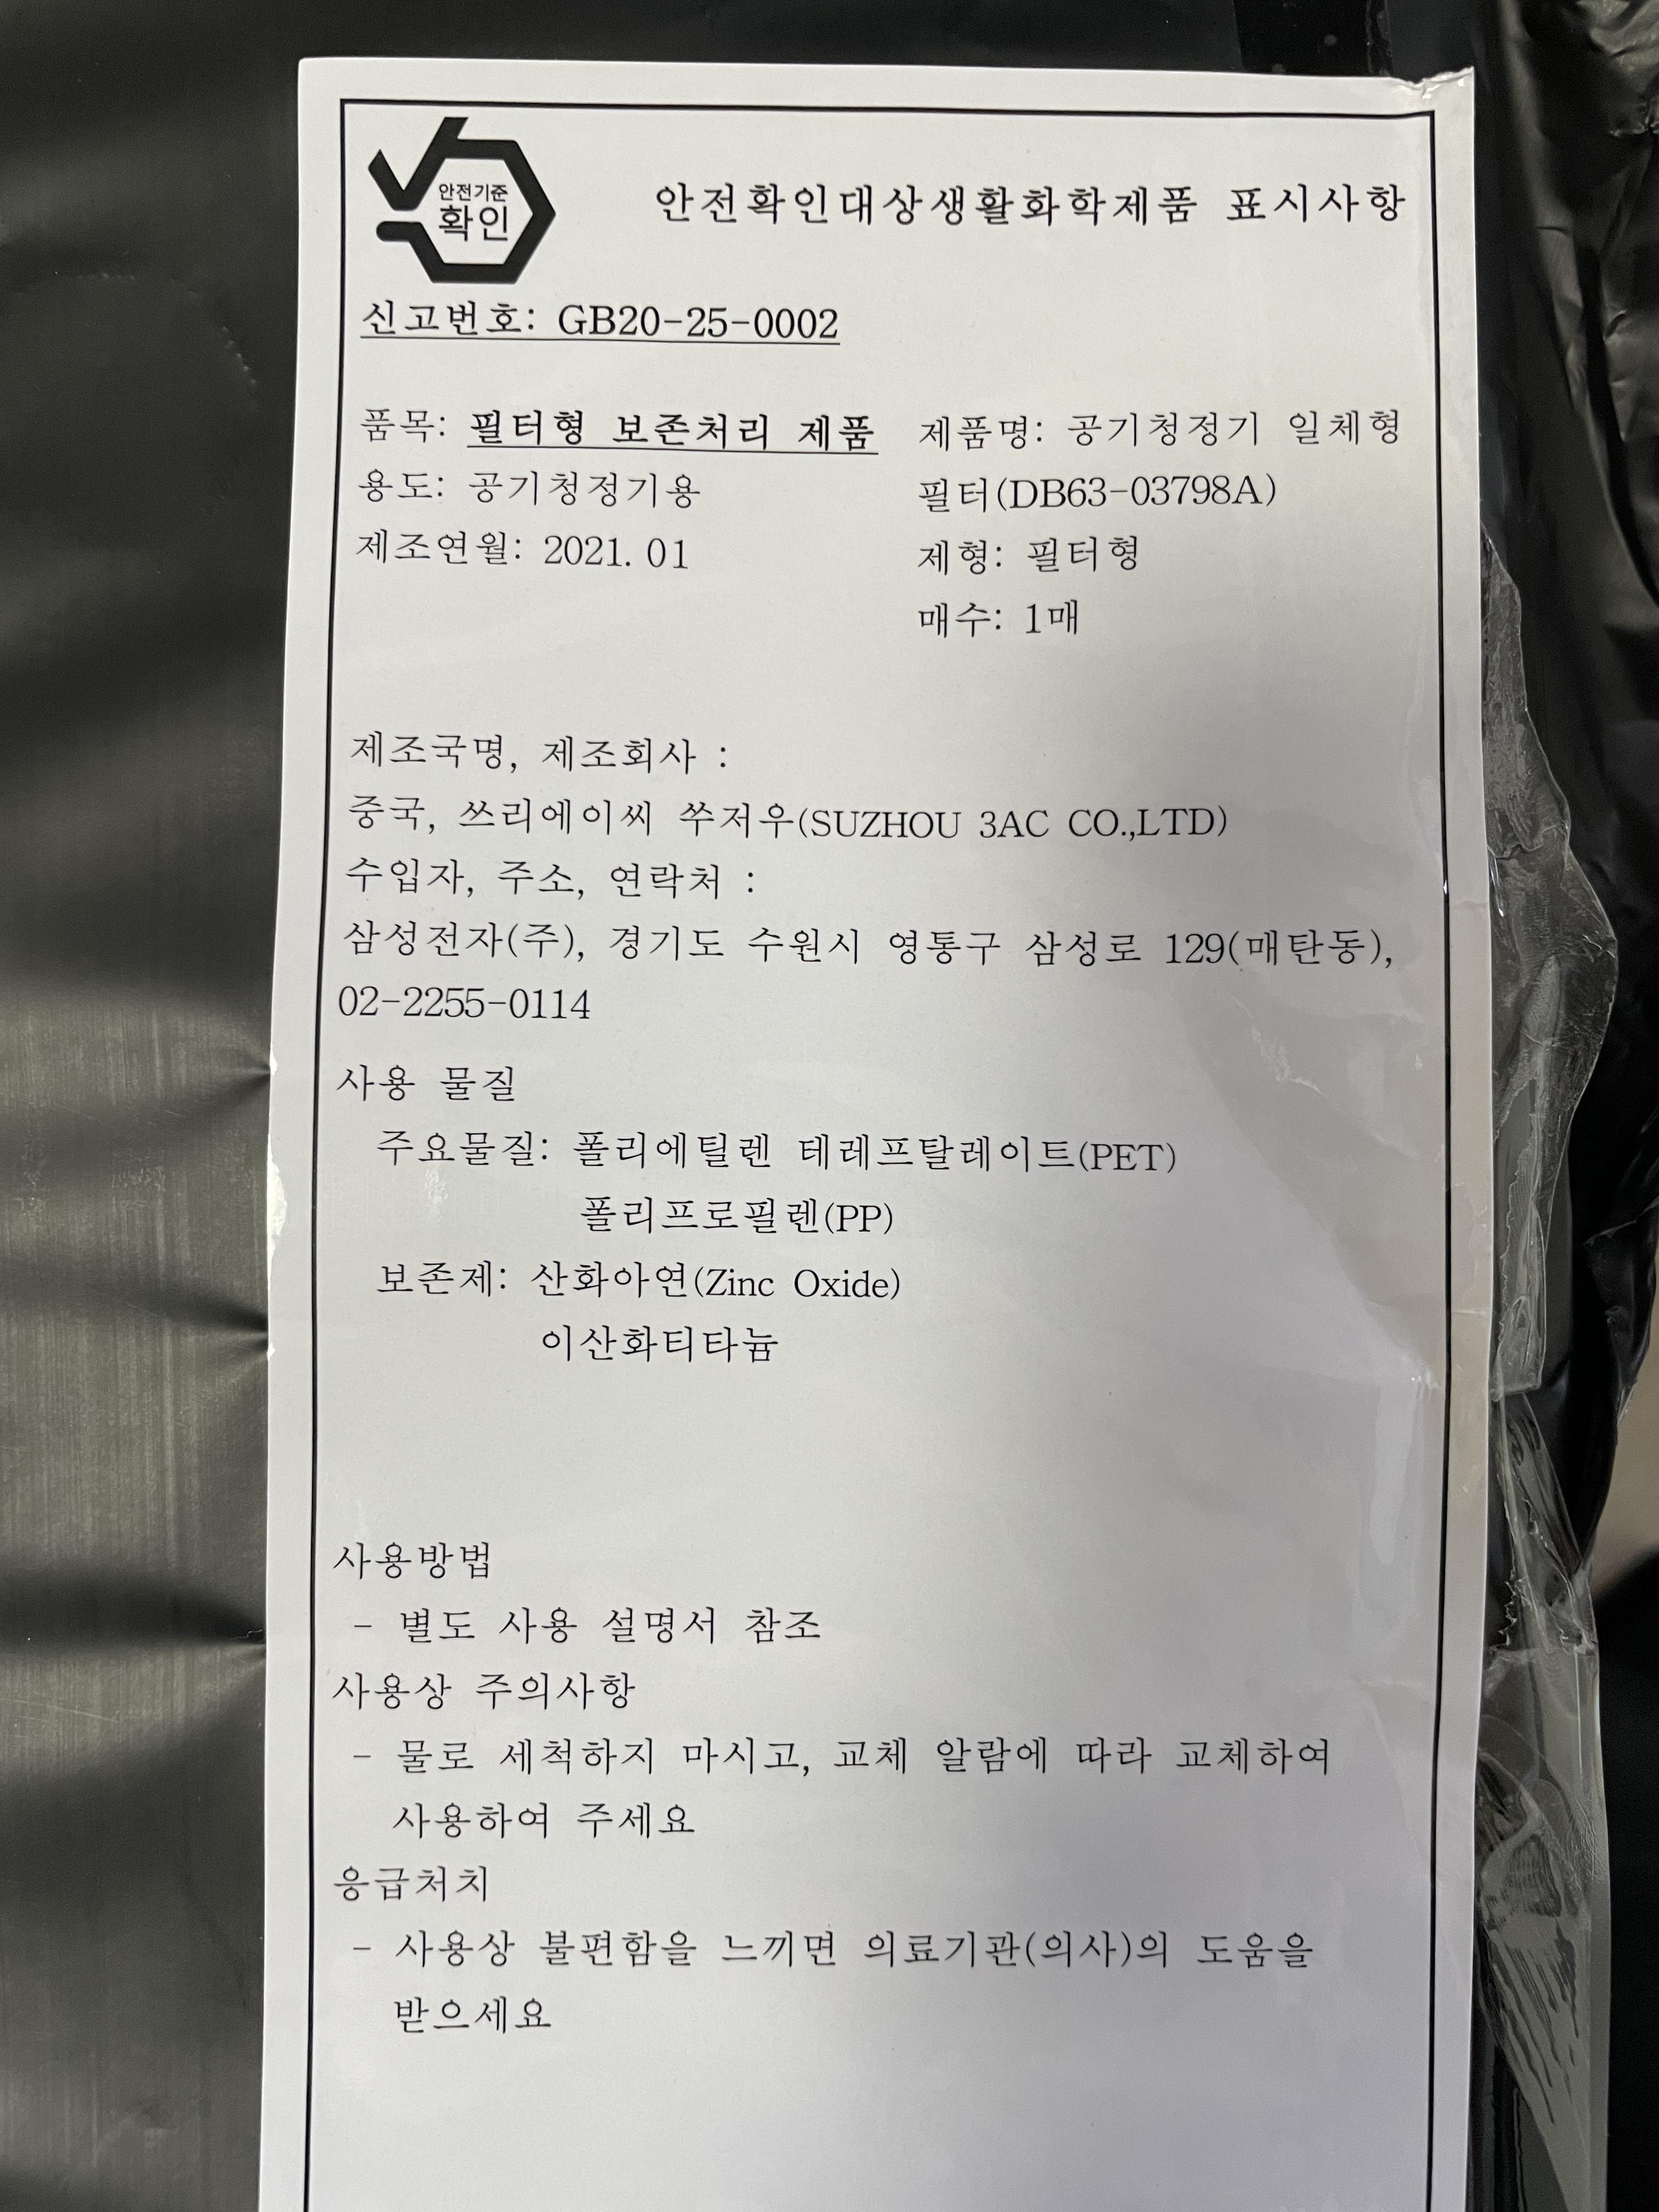 안전기준
확인
안전확인대상생활화학제품 표시사항
신고번호: GB20-25-0002
품목: 필터형 보존처리 제품
용도: 공기청정기용
제조연월: 2021. 01
제품명: 공기청정기 일체형
필터(DB63-03798A)
제형: 필터형
매수: 1매
제조국명, 제조회사 :
중국, 쓰리에이씨 쑤저우(SUZHOU 3AC CO.,LTD)
수입자, 주소, 연락처 :
삼성전자(주), 경기도 수원시 영통구 삼성로 129(매탄동),
02-2255-0114
사용 물질
주요물질: 폴리에틸렌 테레프탈레이트(PET)
폴리프로필렌(PP)
보존제: 산화아연(Zinc Oxide)
이산화티타늄
사용방법
- 별도 사용 설명서 참조
사용상 주의사항
- 물로 세척하지 마시고, 교체 알람에 따라 교체하여
사용하여 주세요
응급처치
- 사용상 불편함을 느끼면 의료기관(의사)의 도움을
받으세요